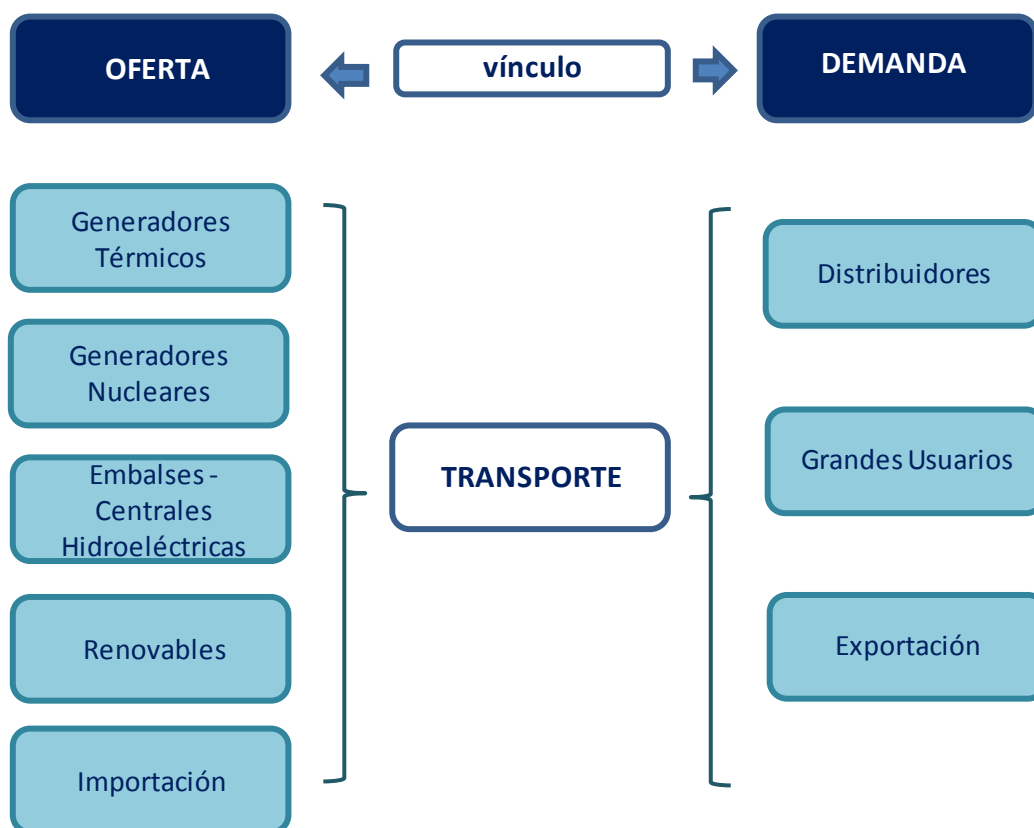 OFERTA
vínculo
DEMANDA
Generadores
Térmicos
Generadores
Nucleares
Embalses -
Centrales
Hidroeléctricas
Renovables
Importación
TRANSPORTE
Distribuidores
Grandes Usuarios
Exportación